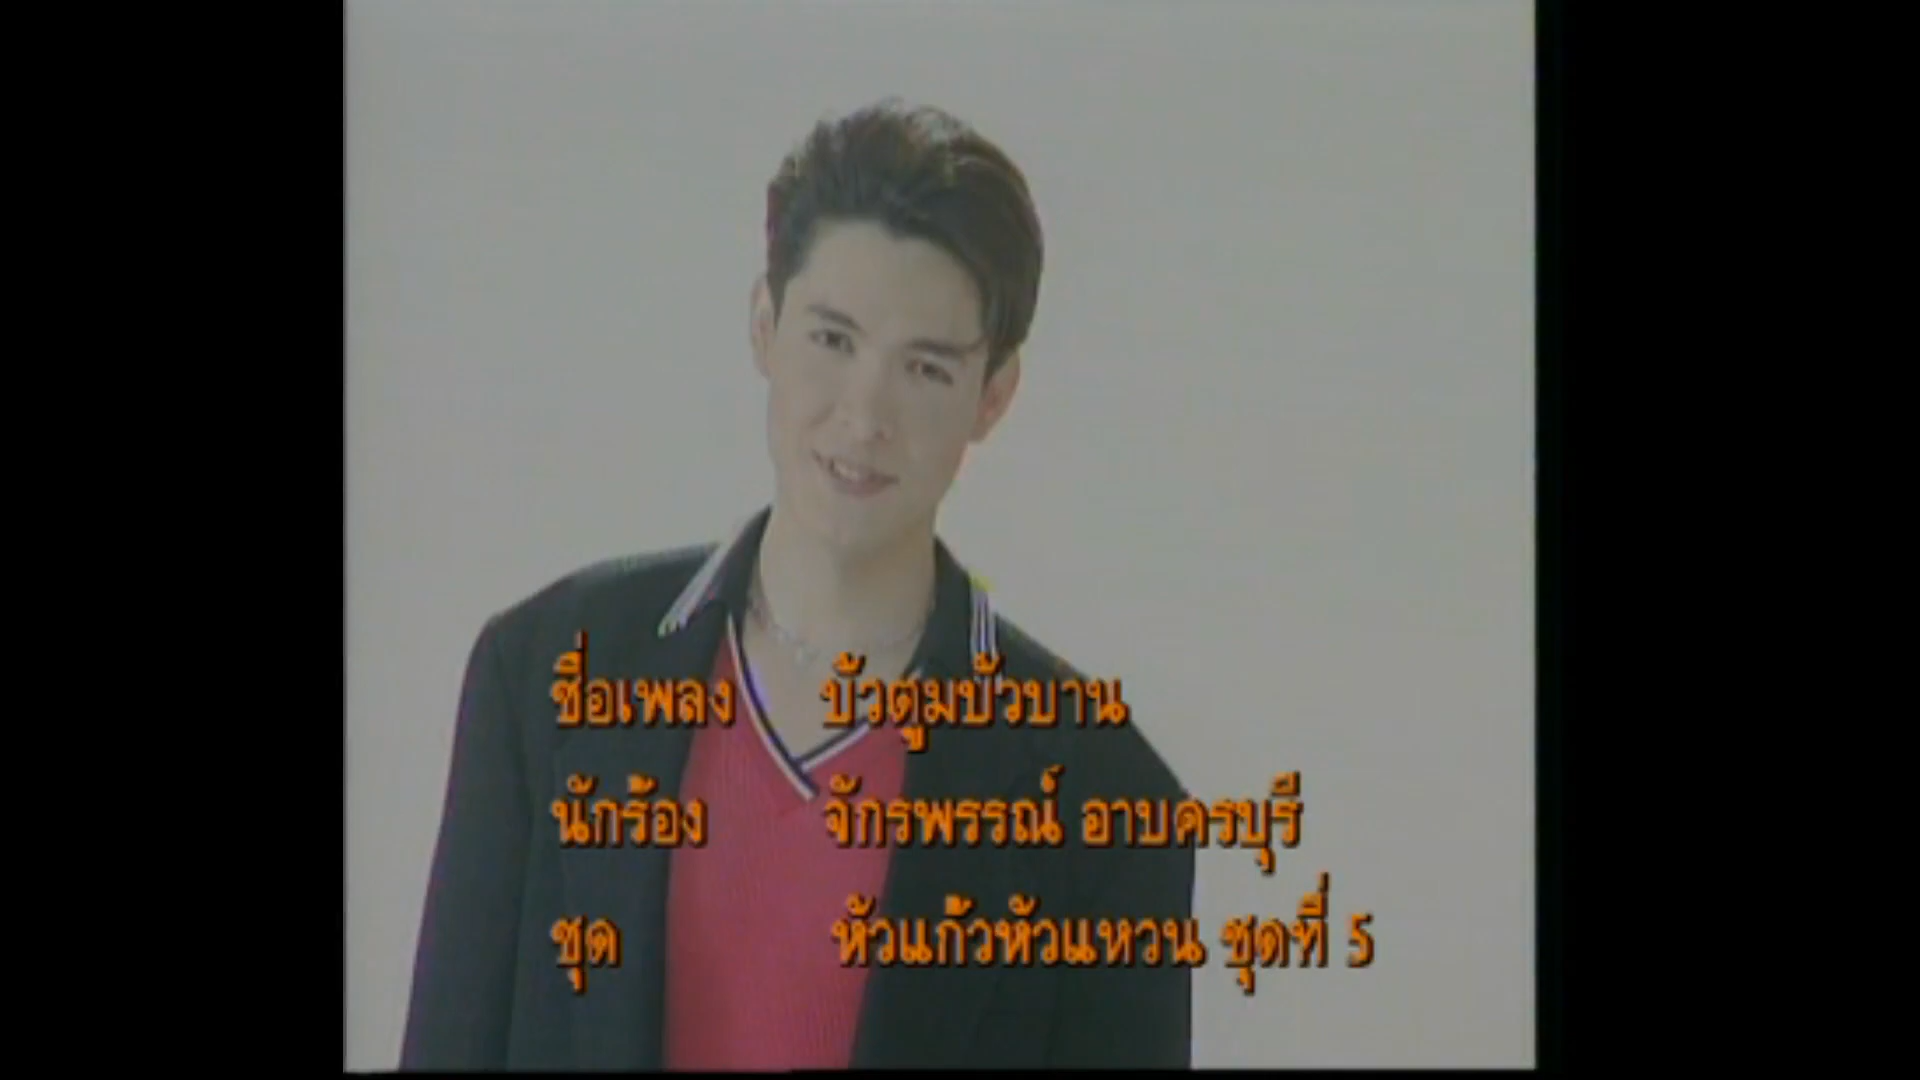 ชื่อเพลง บัวตูมบัวบาน
นักร้อง จักรพรรณ์ อาบครบุรี
ชุด หัวแก้วหัวแหวน ชุดที่ 5